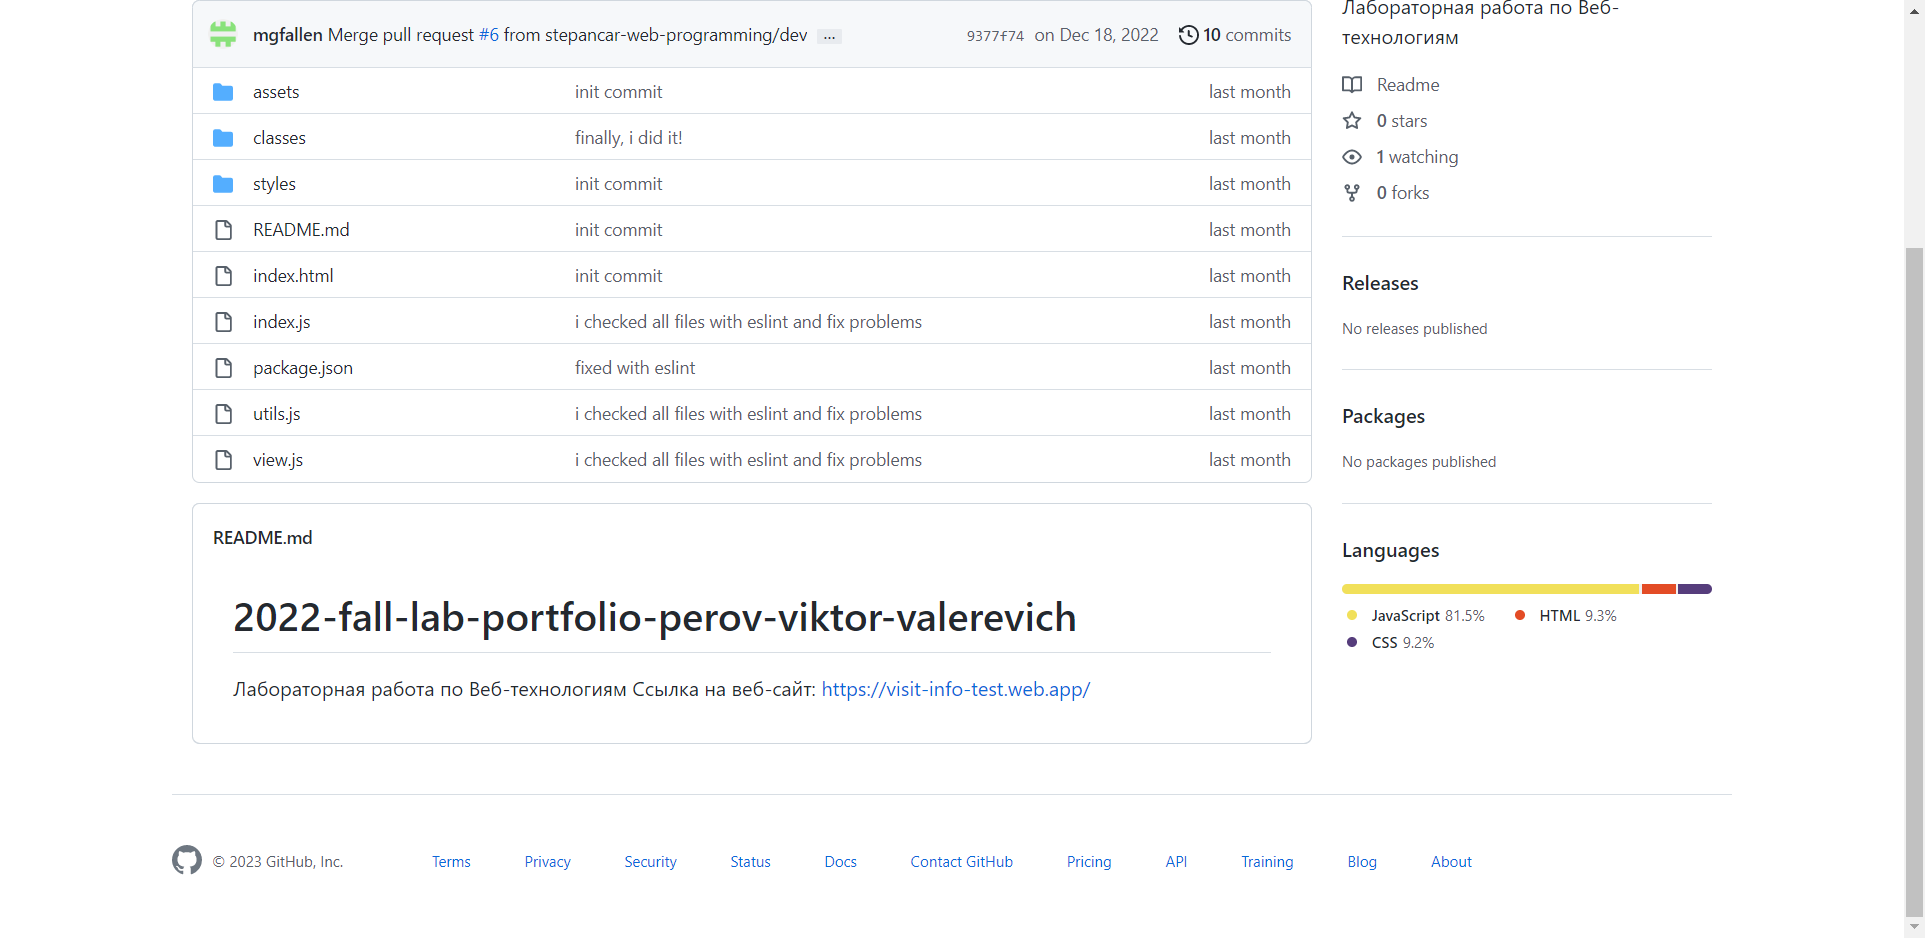 mgfallen Merge pull request #6 from stepancar-web-programming/dev ... 9377f74 on Dec 18, 2022 10 commits
assets init commit last month
classes finally, i did it! last month
styles init commit last month
README.md init commit last month
index.html init commit last month
index.js i checked all files with eslint and fix problems last month
package.json fixed with eslint last month
utils.js i checked all files with eslint and fix problems last month
view.js i checked all files with eslint and fix problems last month
README.md
2022-fall-lab-portfolio-perov-viktor-valerevich
Лабораторная работа по Веб-технологиям Ссылка на веб-сайт: https://visit-info-test.web.app/
Лабораторная работа по Веб-
технологиям
Readme
0 stars
1 watching
0 forks
Releases
No releases published
Packages
No packages published
Languages
JavaScript 81.5% HTML 9.3%
CSS 9.2%
© 2023 GitHub, Inc. Terms Privacy Security Status Docs Contact GitHub Pricing API Training Blog About